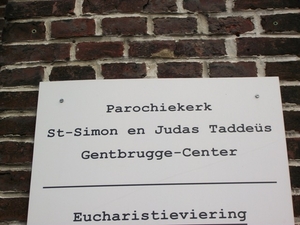 Parochiekerk
St-Simon en Judas Taddeüs
Gentbrugge-Center
Eucharistieviering